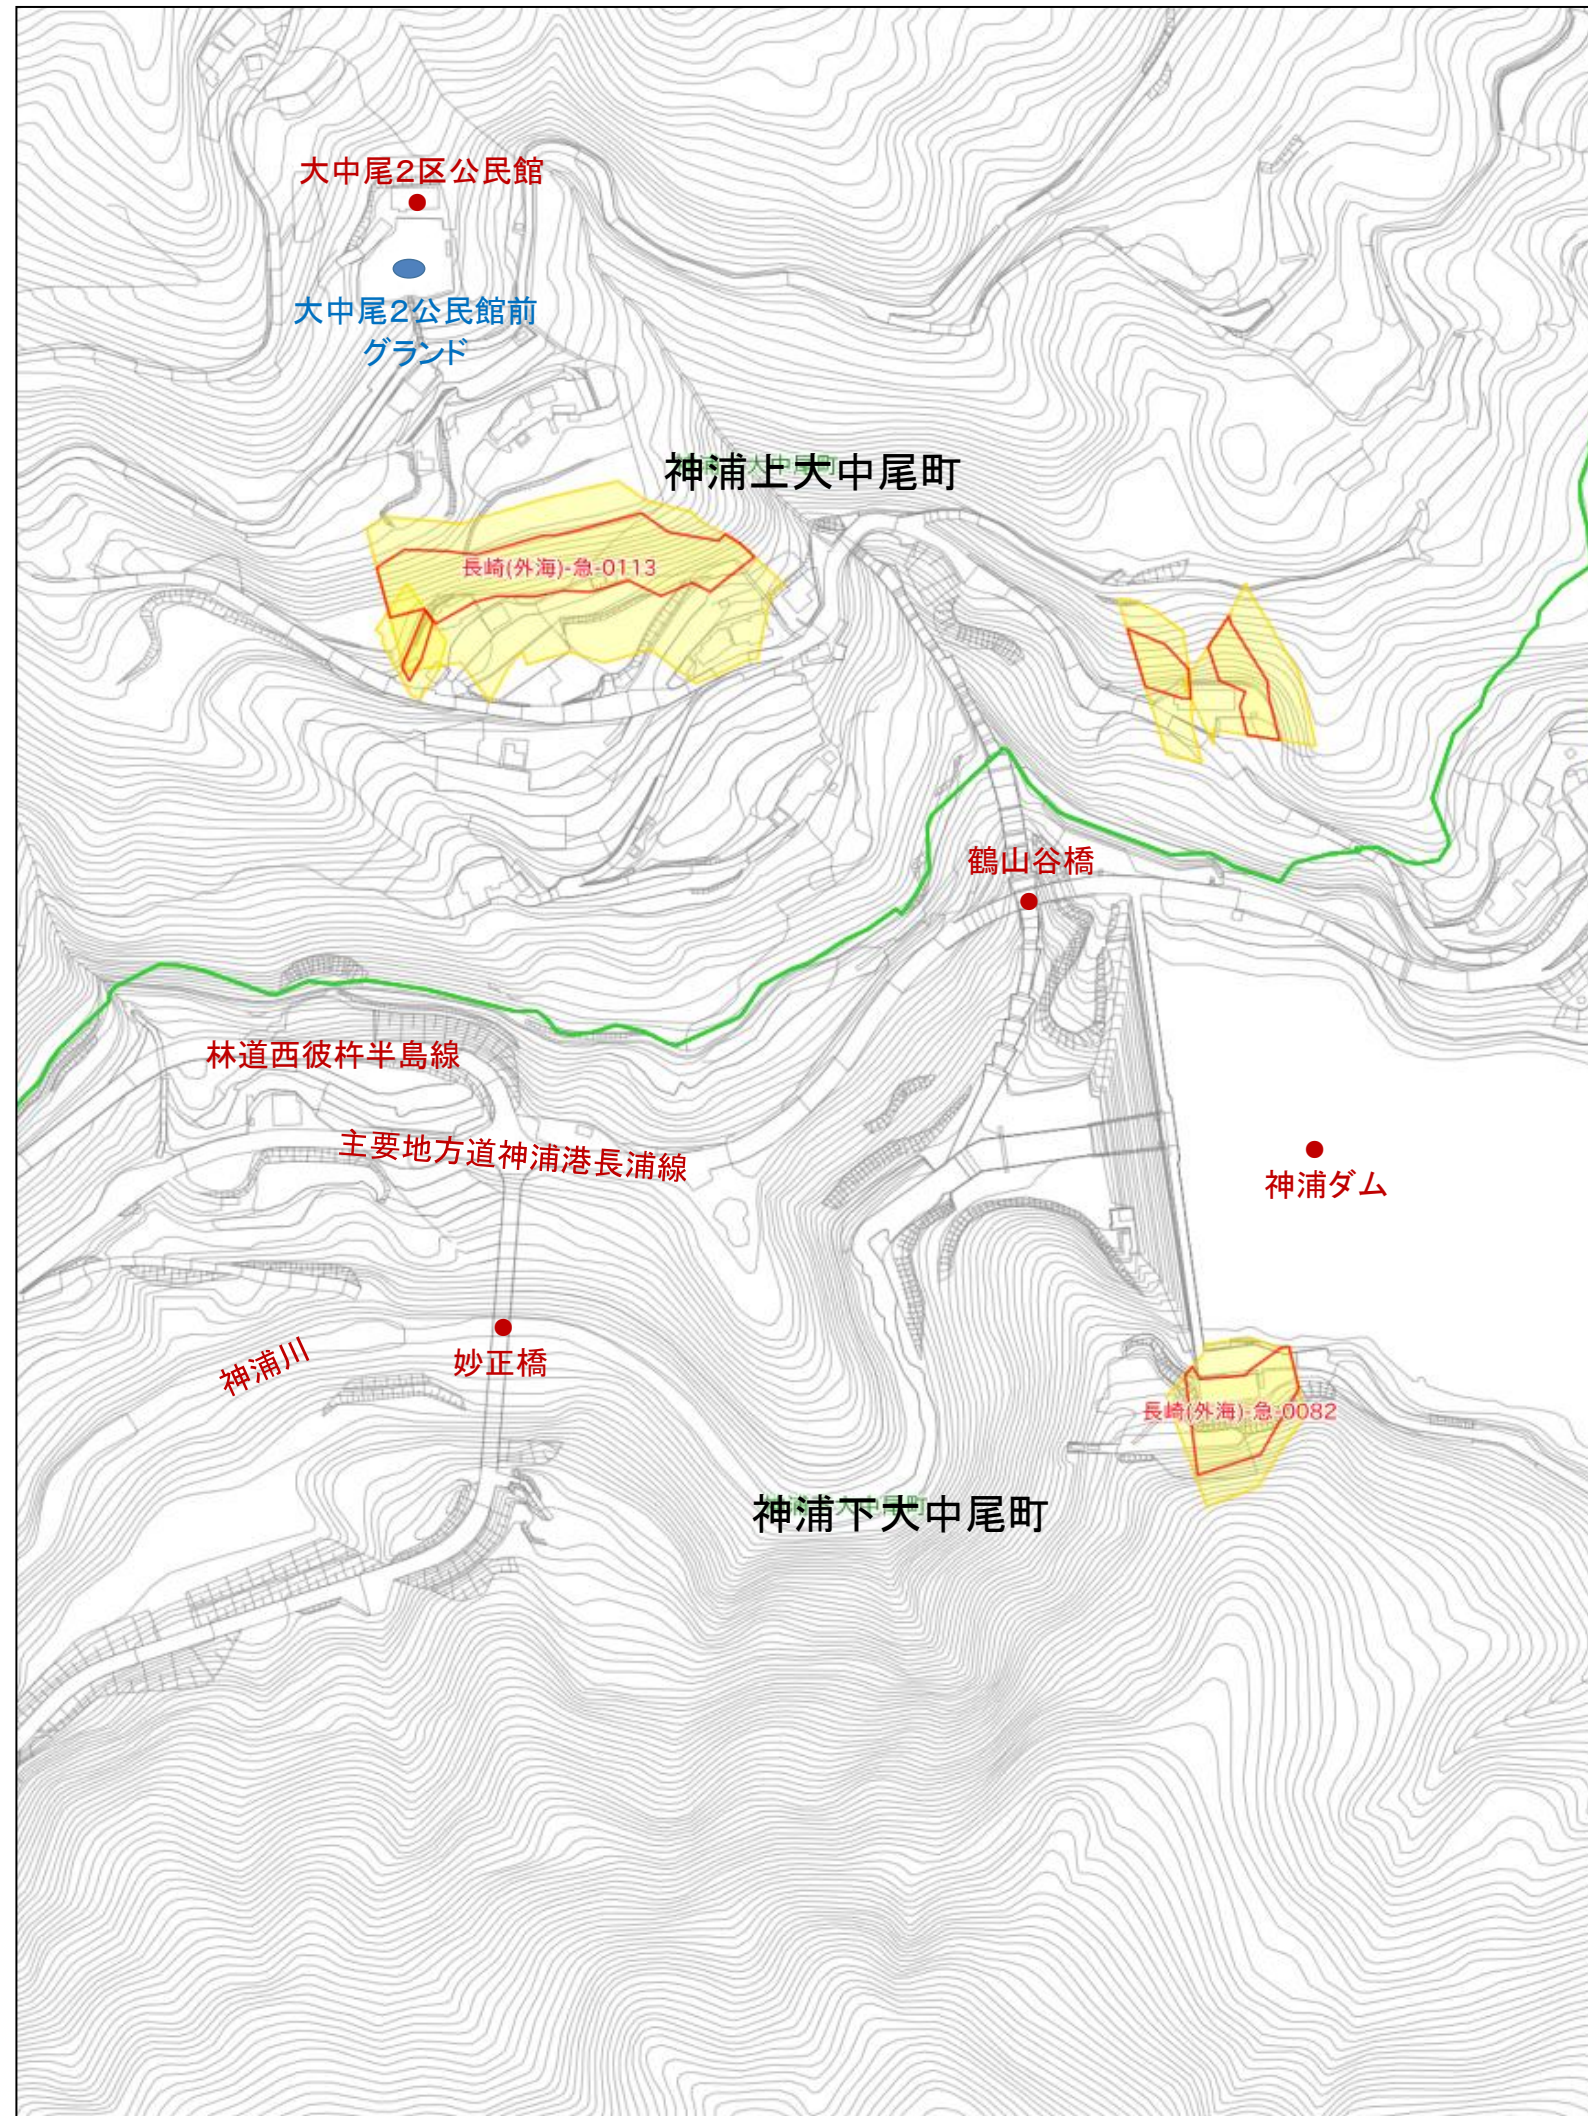 大中尾2区公民館
大中尾2公民館前
グランド
神浦上大中尾町
長崎(外海)-急-0113
鶴山谷橋
林道西彼杵半島線
主要地方道神浦港長浦線
神浦ダム
神浦川
妙正橋
長崎(外海)-急-0082
神浦下大中尾町